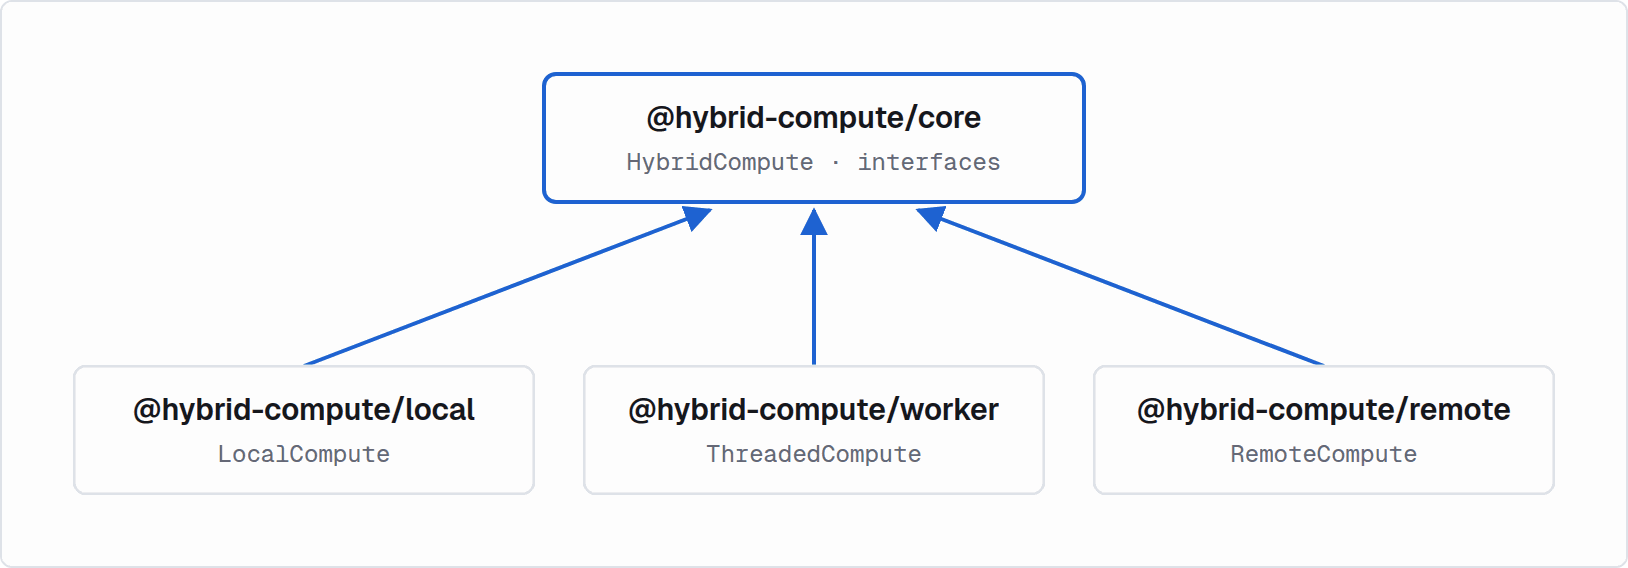 @hybrid-compute/core
HybridCompute · interfaces
@hybrid-compute/local
LocalCompute
@hybrid-compute/worker
ThreadedCompute
@hybrid-compute/remote
RemoteCompute